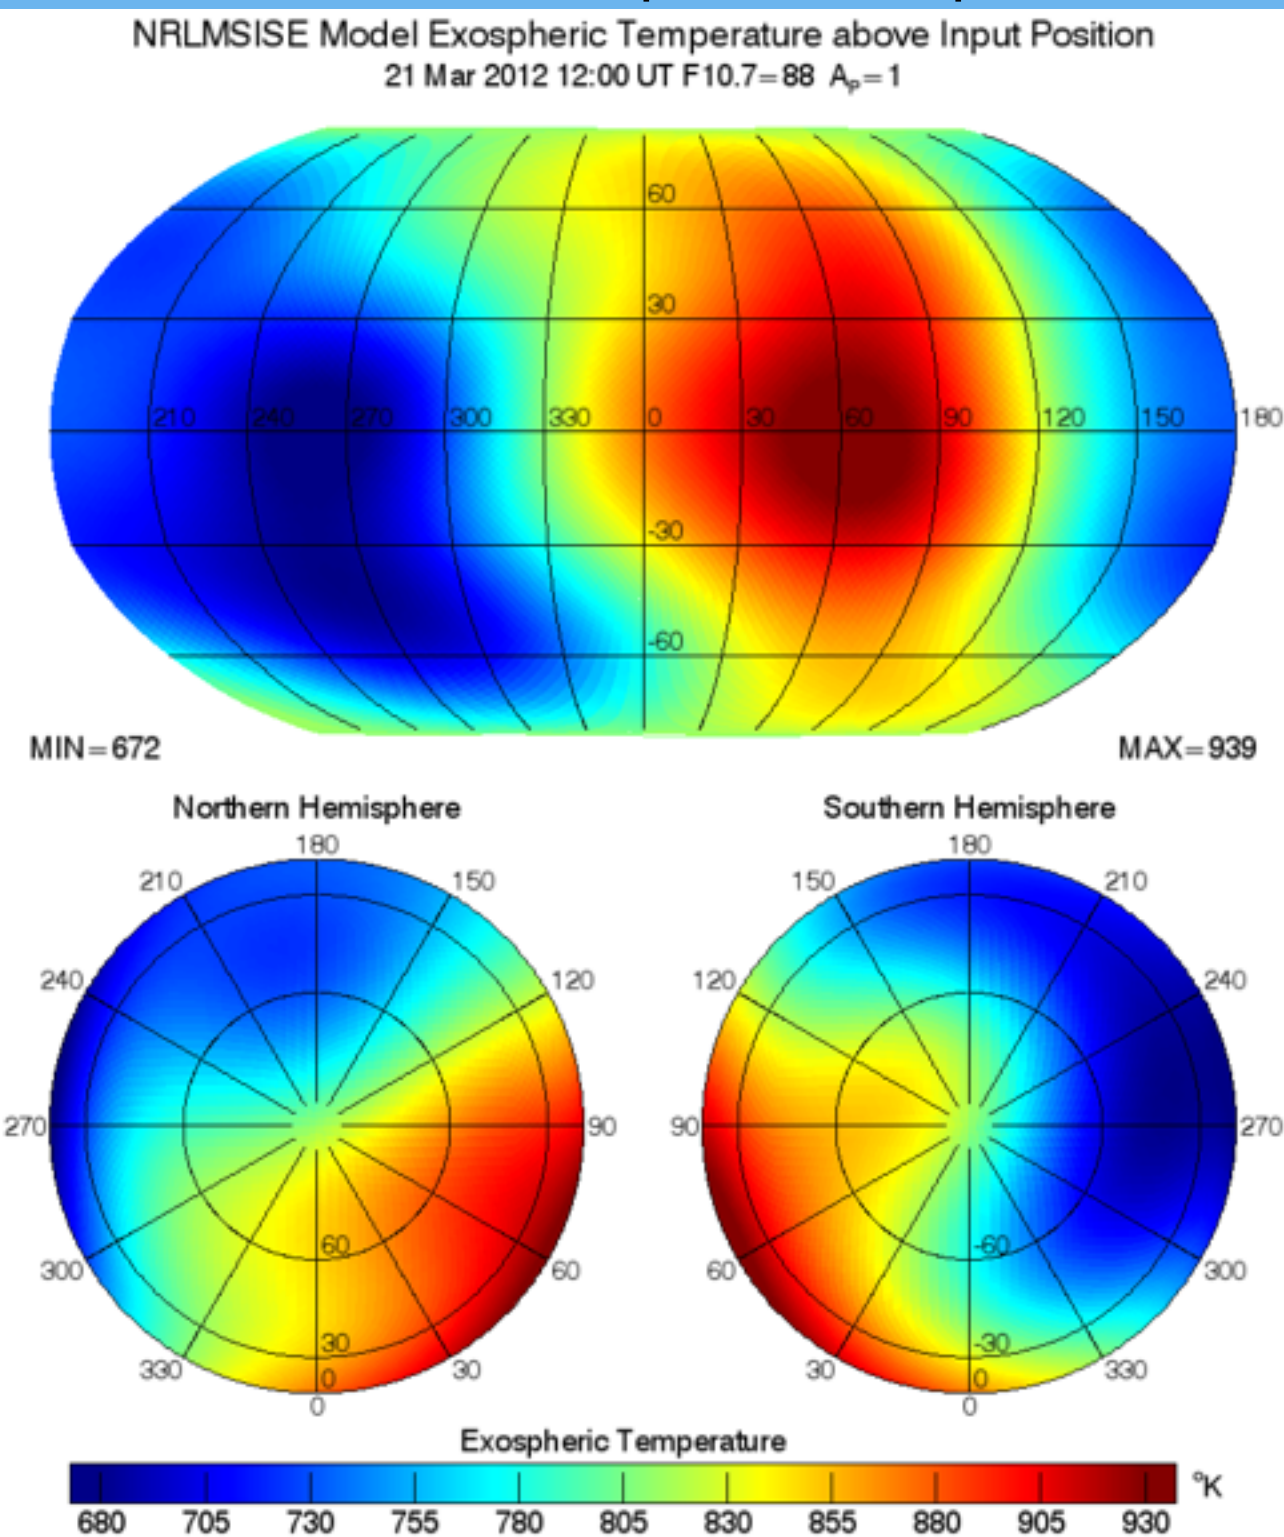 NRLMSISE Model Exospheric Temperature above Input Position
21 Mar 2012 12:00 UT F10.7=88 Ap=1
60
30
210 240 270 300 330 0 30 60 90 120 150 180
-30
-60
MIN=672 MAX=939
Northern Hemisphere Southern Hemisphere
180 180
210 150 150 210
240 120 120 240
270 90 90 270
60 -60
300 60 60 300
30 -30
330 30 30 330
0 0
0 0
Exospheric Temperature
°K
680 705 730 755 780 805 830 855 880 905 930